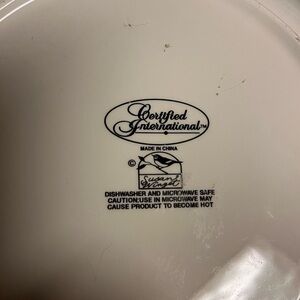 Certified
International™
MADE IN CHINA
©
Susan
Winget
DISHWASHER AND MICROWAVE SAFE
CAUTION:USE IN MICROWAVE MAY
CAUSE PRODUCT TO BECOME HOT